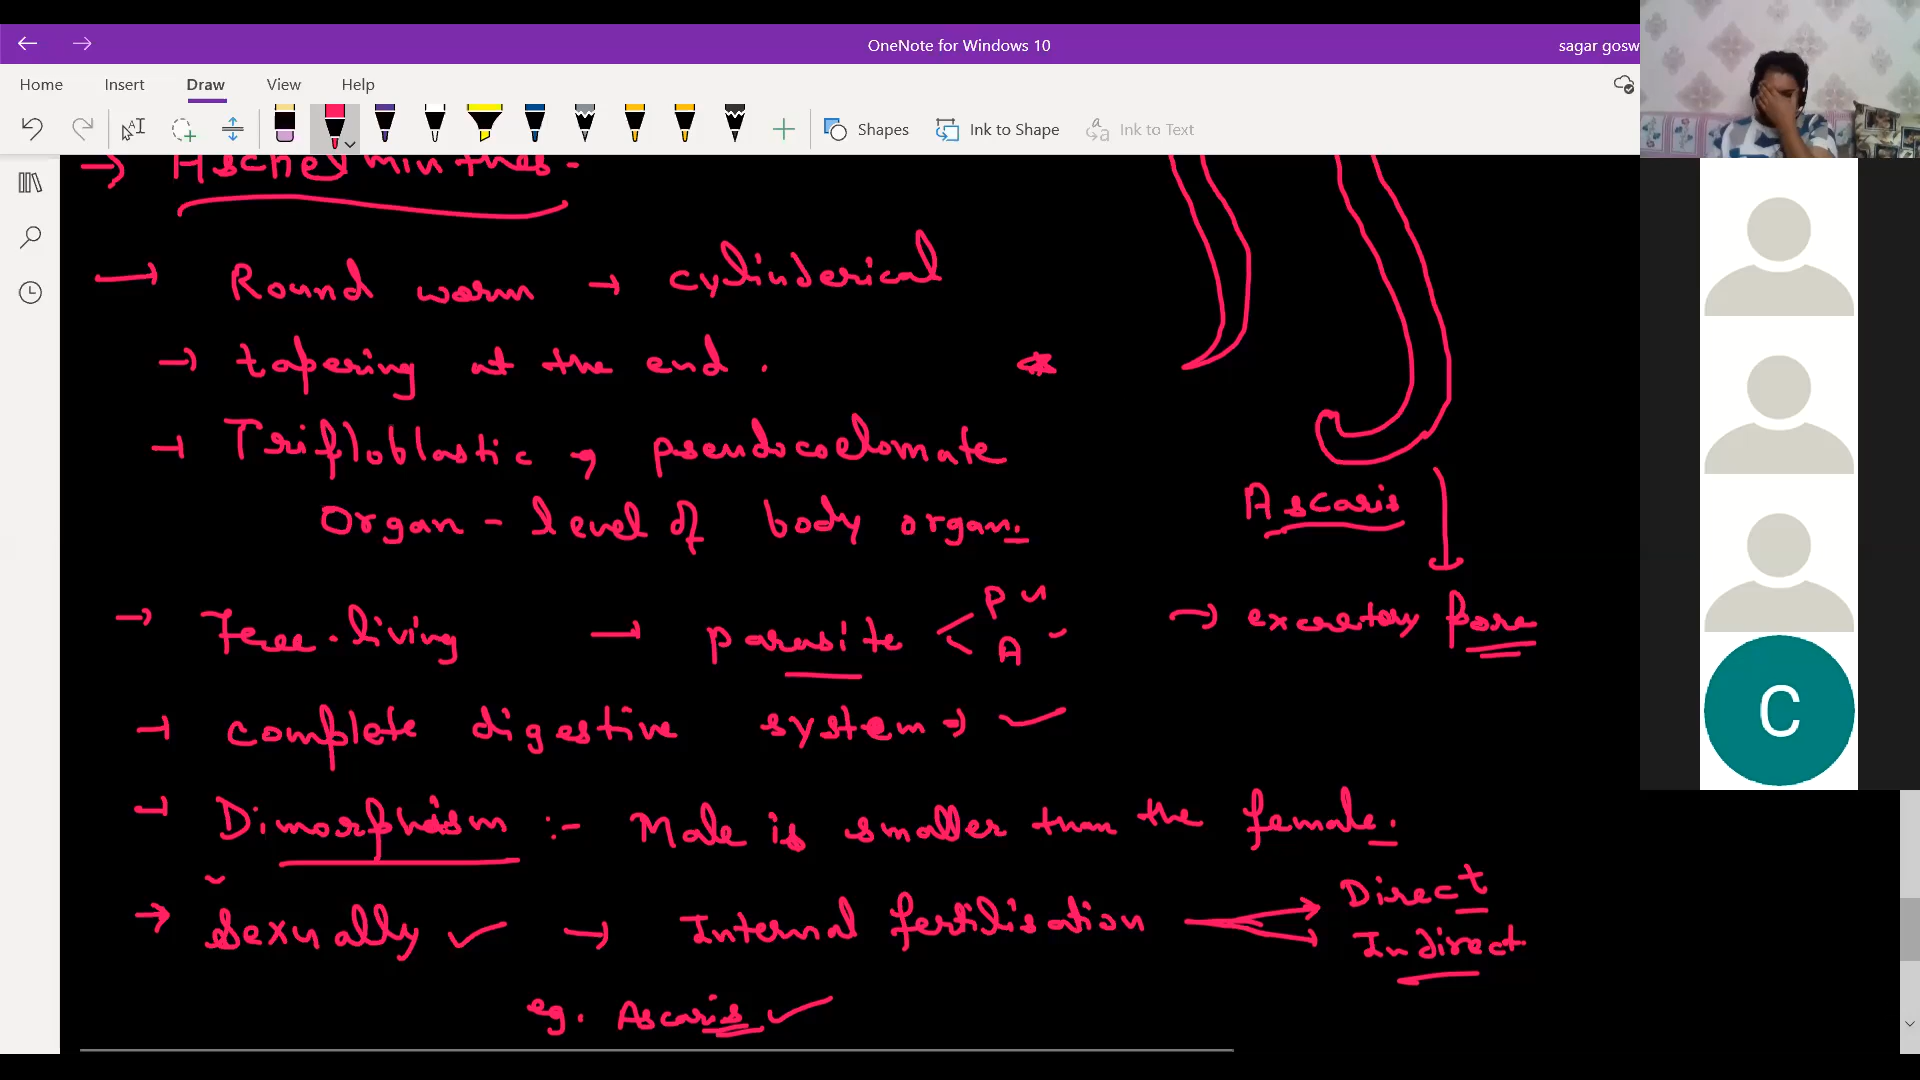 OneNote for Windows 10
sagar gosw
Home Insert Draw View Help
Shapes Ink to Shape Ink to Text
→ Aschelminthes -
→ Round worm → cylinderical
→ tapering at the end .
→ Trifloblastic → pseudocoelomate
Organ - level of body organ.
Ascaris
→ Free-living → parasite < P
A
→ excretory Pore
→ complete digestive system → ✓
→ Dimorphism :- Male is smaller than the female.
→ Sexually ✓ → Internal fertilisation
Direct
Indirect
eg. Ascaris ✓
C